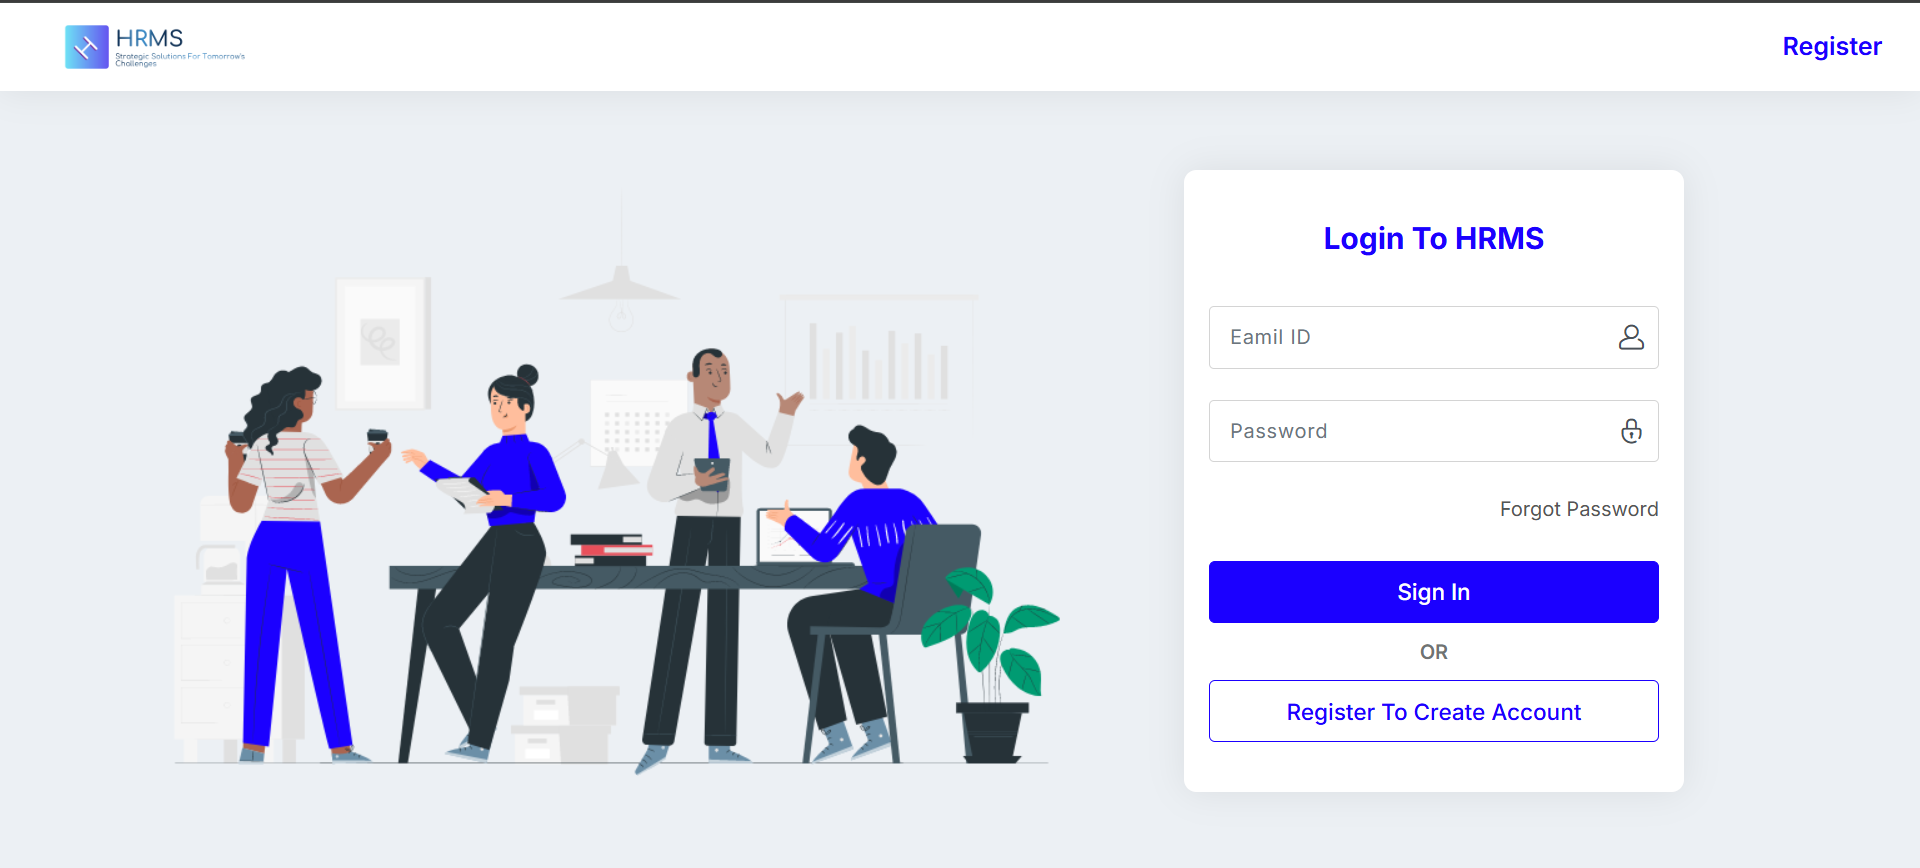 HRMS
Strategic Solutions For Tomorrow's
Challenges
Register
Login To HRMS
Eamil ID
Password
Forgot Password
Sign In
OR
Register To Create Account